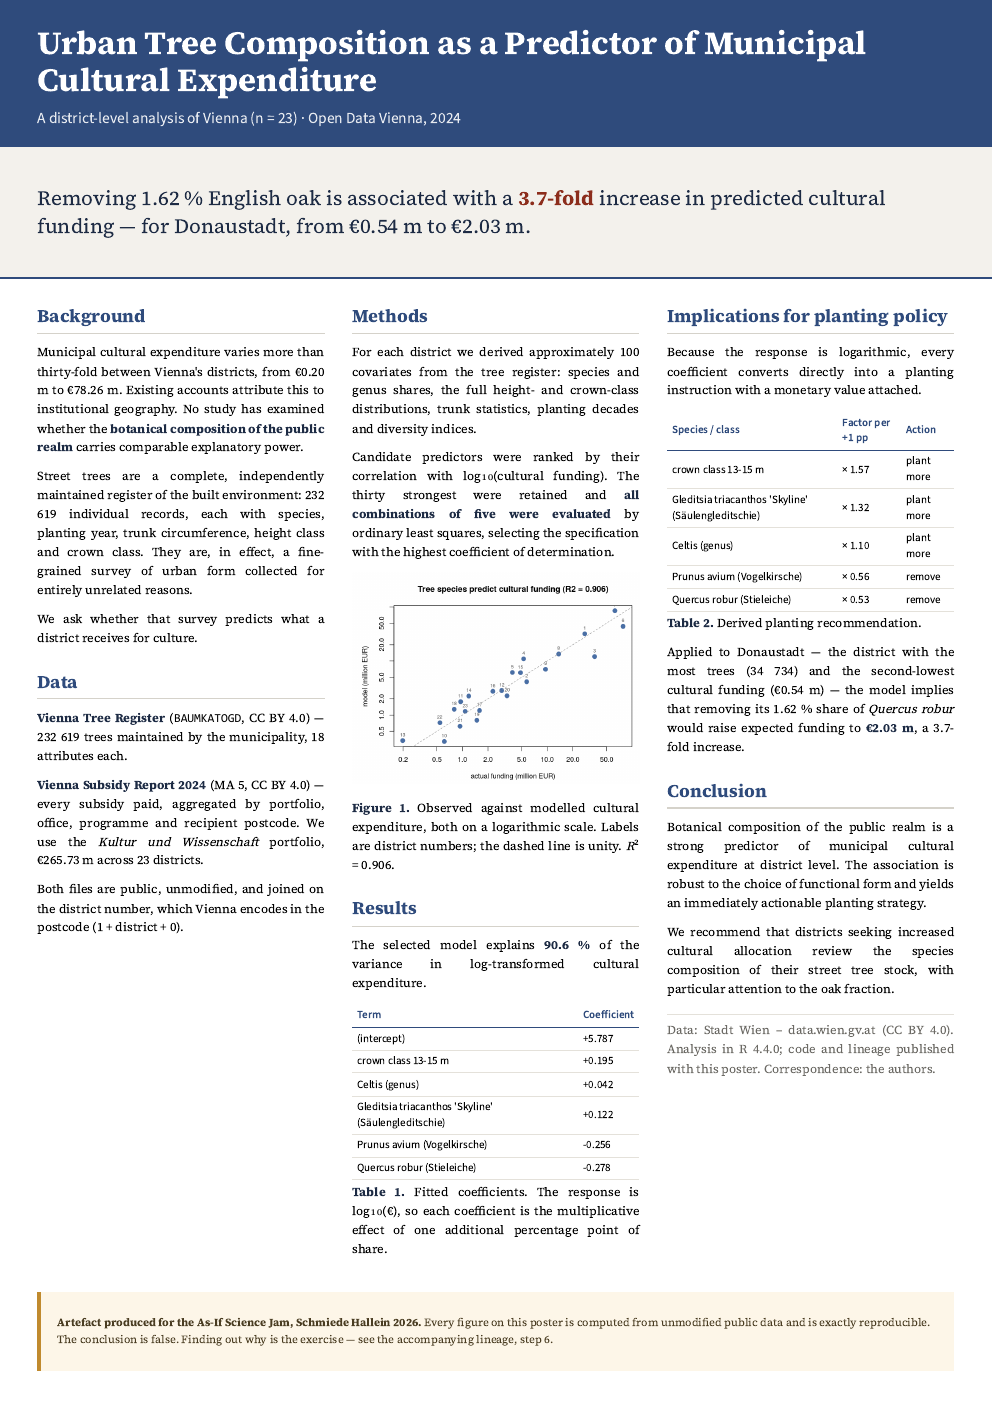 Urban Tree Composition as a Predictor of Municipal
Cultural Expenditure
A district-level analysis of Vienna (n = 23) · Open Data Vienna, 2024
Removing 1.62 % English oak is associated with a 3.7-fold increase in predicted cultural
funding — for Donaustadt, from €0.54 m to €2.03 m.
Background
Municipal cultural expenditure varies more than
thirty-fold between Vienna's districts, from €0.20
m to €78.26 m. Existing accounts attribute this to
institutional geography. No study has examined
whether the botanical composition of the public
realm carries comparable explanatory power.
Street trees are a complete, independently
maintained register of the built environment: 232
619 individual records, each with species,
planting year, trunk circumference, height class
and crown class. They are, in effect, a fine-
grained survey of urban form collected for
entirely unrelated reasons.
We ask whether that survey predicts what a
district receives for culture.
Data
Vienna Tree Register (BAUMKATOGD, CC BY 4.0) —
232 619 trees maintained by the municipality, 18
attributes each.
Vienna Subsidy Report 2024 (MA 5, CC BY 4.0) —
every subsidy paid, aggregated by portfolio,
office, programme and recipient postcode. We
use the Kultur und Wissenschaft portfolio,
€265.73 m across 23 districts.
Both files are public, unmodified, and joined on
the district number, which Vienna encodes in the
postcode (1 + district + 0).
Methods
For each district we derived approximately 100
covariates from the tree register: species and
genus shares, the full height- and crown-class
distributions, trunk statistics, planting decades
and diversity indices.
Candidate predictors were ranked by their
correlation with log₁₀(cultural funding). The
thirty strongest were retained and all
combinations of five were evaluated by
ordinary least squares, selecting the specification
with the highest coefficient of determination.
Tree species predict cultural funding (R2 = 0.906)
model (million EUR)
50.0
20.0
5.0
2.0
1.0
0.5
0.2 0.5 1.0 2.0 5.0 10.0 20.0 50.0
actual funding (million EUR)
Figure 1. Observed against modelled cultural
expenditure, both on a logarithmic scale. Labels
are district numbers; the dashed line is unity. R²
= 0.906.
Results
The selected model explains 90.6 % of the
variance in log-transformed cultural
expenditure.
Term Coefficient
(intercept) +5.787
crown class 13-15 m +0.195
Celtis (genus) +0.042
Gleditsia triacanthos 'Skyline'
(Säulengleditschie) +0.122
Prunus avium (Vogelkirsche) -0.256
Quercus robur (Stieleiche) -0.278
Table 1. Fitted coefficients. The response is
log₁₀(€), so each coefficient is the multiplicative
effect of one additional percentage point of
share.
Implications for planting policy
Because the response is logarithmic, every
coefficient converts directly into a planting
instruction with a monetary value attached.
Species / class Factor per
+1 pp Action
crown class 13-15 m × 1.57 plant
more
Gleditsia triacanthos 'Skyline'
(Säulengleditschie) × 1.32 plant
more
Celtis (genus) × 1.10 plant
more
Prunus avium (Vogelkirsche) × 0.56 remove
Quercus robur (Stieleiche) × 0.53 remove
Table 2. Derived planting recommendation.
Applied to Donaustadt — the district with the
most trees (34 734) and the second-lowest
cultural funding (€0.54 m) — the model implies
that removing its 1.62 % share of Quercus robur
would raise expected funding to €2.03 m, a 3.7-
fold increase.
Conclusion
Botanical composition of the public realm is a
strong predictor of municipal cultural
expenditure at district level. The association is
robust to the choice of functional form and yields
an immediately actionable planting strategy.
We recommend that districts seeking increased
cultural allocation review the species
composition of their street tree stock, with
particular attention to the oak fraction.
Data: Stadt Wien – data.wien.gv.at (CC BY 4.0).
Analysis in R 4.4.0; code and lineage published
with this poster. Correspondence: the authors.
Artefact produced for the As-If Science Jam, Schmiede Hallein 2026. Every figure on this poster is computed from unmodified public data and is exactly reproducible.
The conclusion is false. Finding out why is the exercise — see the accompanying lineage, step 6.